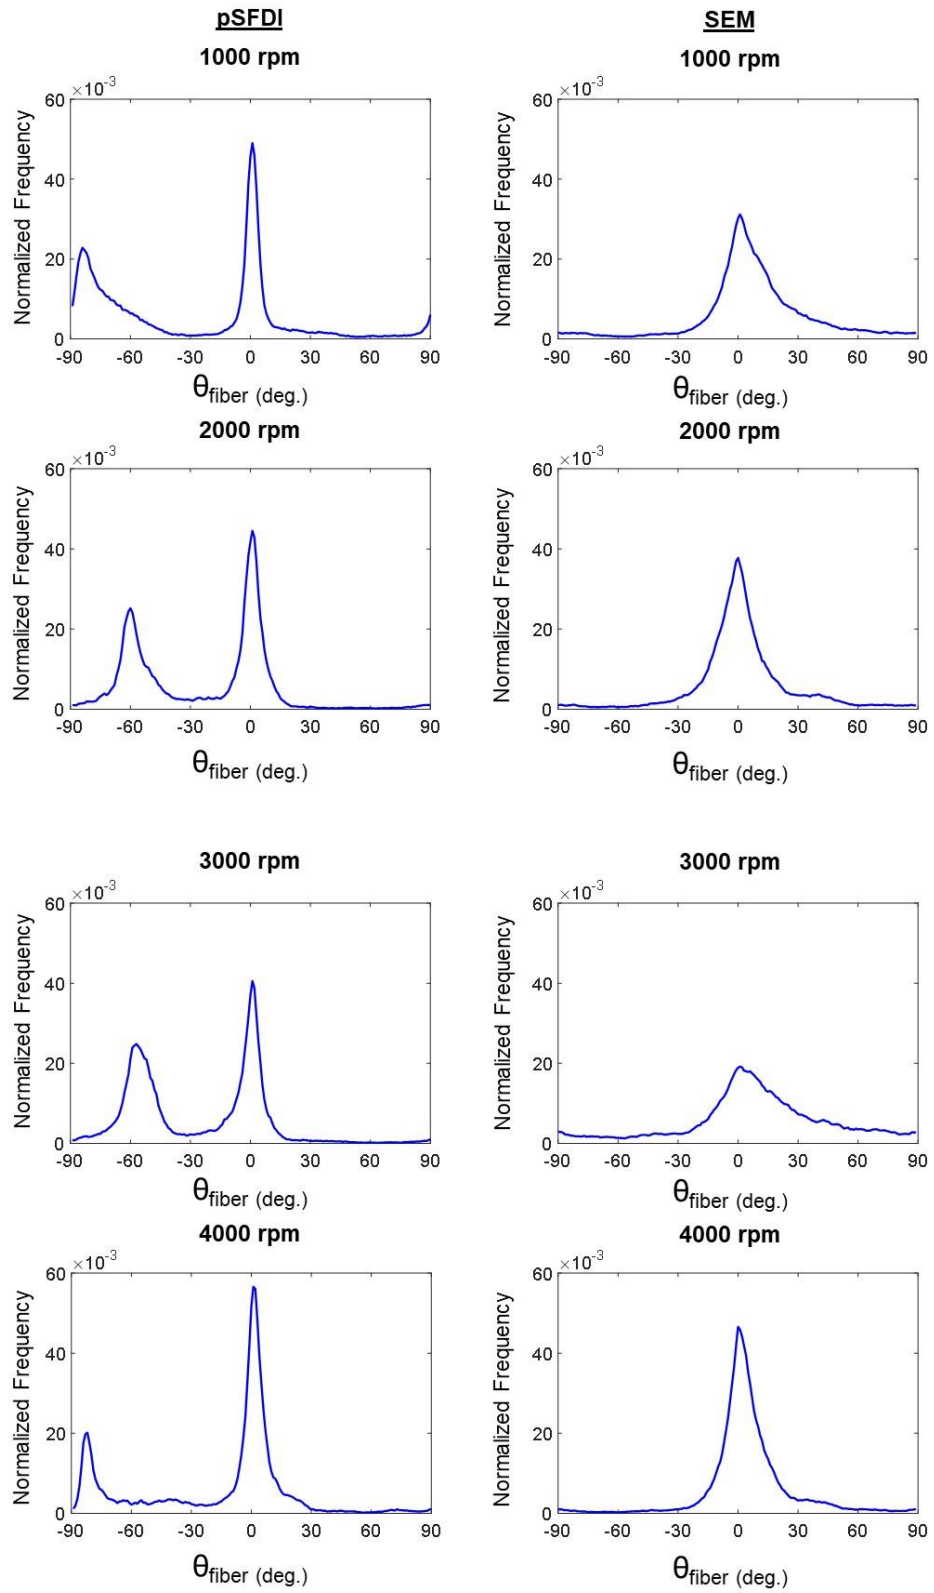 pSFDI
SEM
1000 rpm
1000 rpm
×10-3
60
40
20
0
Normalized Frequency
-90 -60 -30 0 30 60 90
θfiber (deg.)
×10-3
60
40
20
0
Normalized Frequency
-90 -60 -30 0 30 60 90
θfiber (deg.)
2000 rpm
2000 rpm
×10-3
60
40
20
0
Normalized Frequency
-90 -60 -30 0 30 60 90
θfiber (deg.)
×10-3
60
40
20
0
Normalized Frequency
-90 -60 -30 0 30 60 90
θfiber (deg.)
3000 rpm
3000 rpm
×10-3
60
40
20
0
Normalized Frequency
-90 -60 -30 0 30 60 90
θfiber (deg.)
×10-3
60
40
20
0
Normalized Frequency
-90 -60 -30 0 30 60 90
θfiber (deg.)
4000 rpm
4000 rpm
×10-3
60
40
20
0
Normalized Frequency
-90 -60 -30 0 30 60 90
θfiber (deg.)
×10-3
60
40
20
0
Normalized Frequency
-90 -60 -30 0 30 60 90
θfiber (deg.)